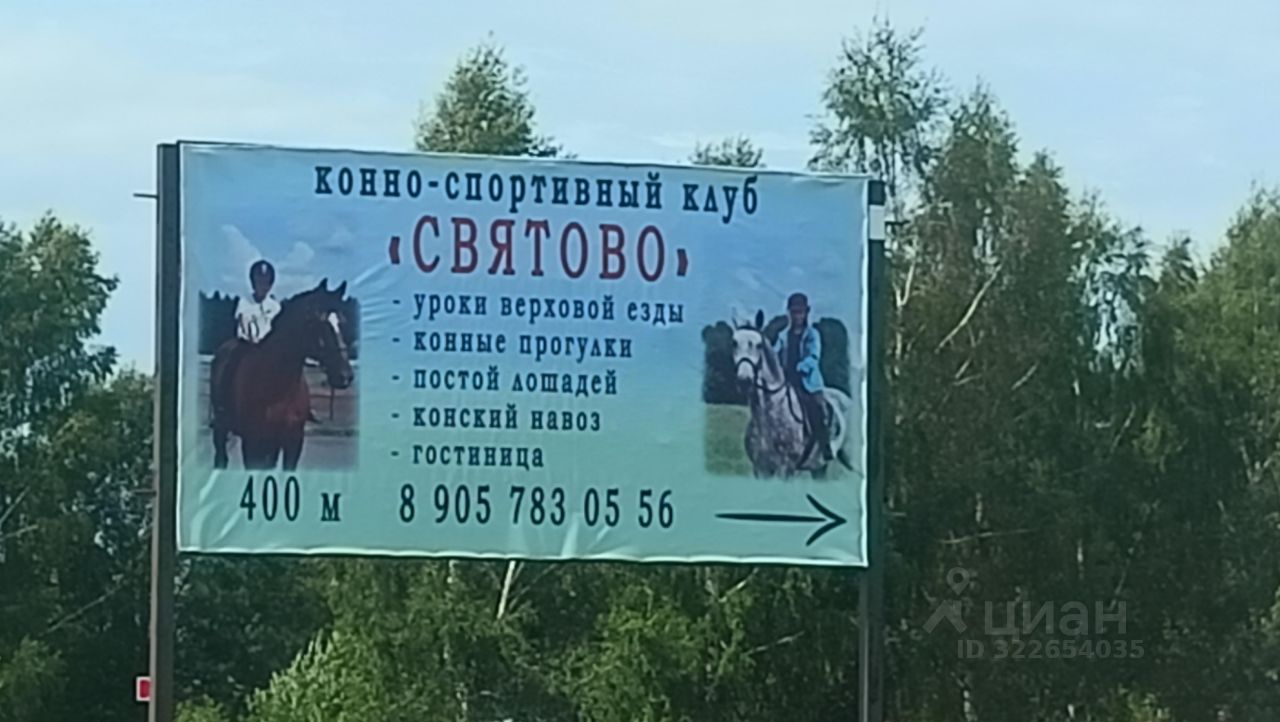 конно-спортивный клуб
«СВЯТОВО»
- уроки верховой езды
- конные прогулки
- постой лошадей
- конский навоз
- гостиница
400 м 8 905 783 05 56
циан
ID 322654035